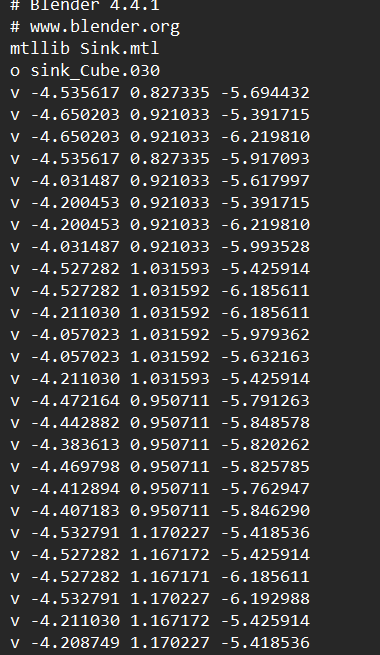 # Blender 4.4.1
# www.blender.org
mtllib Sink.mtl
o sink_Cube.030
v -4.535617 0.827335 -5.694432
v -4.650203 0.921033 -5.391715
v -4.650203 0.921033 -6.219810
v -4.535617 0.827335 -5.917093
v -4.031487 0.921033 -5.617997
v -4.200453 0.921033 -5.391715
v -4.200453 0.921033 -6.219810
v -4.031487 0.921033 -5.993528
v -4.527282 1.031593 -5.425914
v -4.527282 1.031592 -6.185611
v -4.211030 1.031592 -6.185611
v -4.057023 1.031592 -5.979362
v -4.057023 1.031592 -5.632163
v -4.211030 1.031593 -5.425914
v -4.472164 0.950711 -5.791263
v -4.442882 0.950711 -5.848578
v -4.383613 0.950711 -5.820262
v -4.469798 0.950711 -5.825785
v -4.412894 0.950711 -5.762947
v -4.407183 0.950711 -5.846290
v -4.532791 1.170227 -5.418536
v -4.527282 1.167172 -5.425914
v -4.527282 1.167171 -6.185611
v -4.532791 1.170227 -6.192988
v -4.211030 1.167172 -5.425914
v -4.208749 1.170227 -5.418536